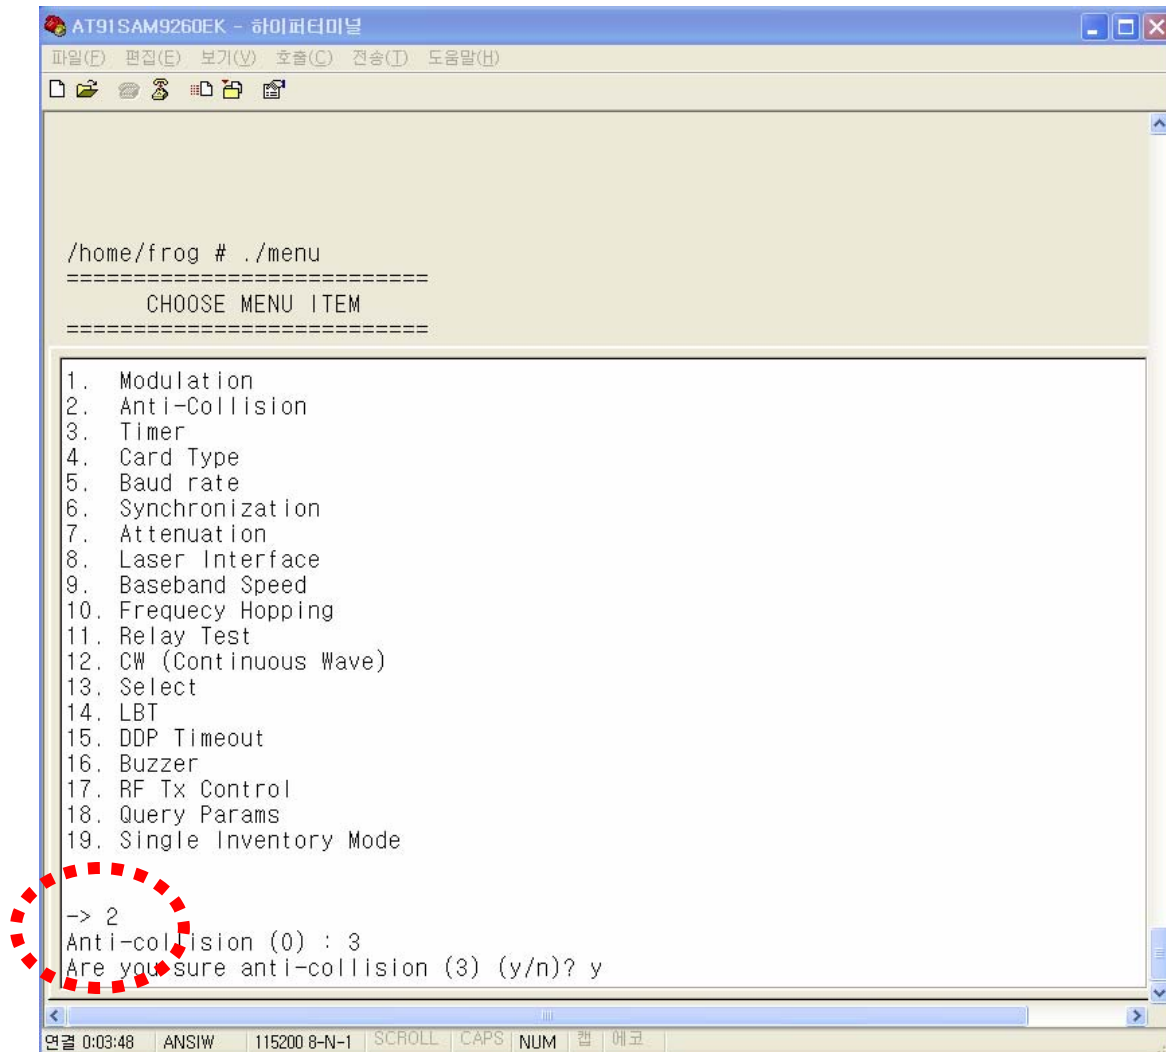 AT91SAM9260EK - 하이퍼터미널
파일(F) 편집(E) 보기(V) 호출(C) 전송(T) 도움말(H)
/home/frog # ./menu
===========================
CHOOSE MENU ITEM
===========================
1. Modulation
2. Anti-Collision
3. Timer
4. Card Type
5. Baud rate
6. Synchronization
7. Attenuation
8. Laser Interface
9. Baseband Speed
10. Frequecy Hopping
11. Relay Test
12. CW (Continuous Wave)
13. Select
14. LBT
15. DDP Timeout
16. Buzzer
17. RF Tx Control
18. Query Params
19. Single Inventory Mode
-> 2
Anti-collision (0) : 3
Are you sure anti-collision (3) (y/n)? y
연결 0:03:48 ANSIW 115200 8-N-1 SCROLL CAPS NUM 캡 에코